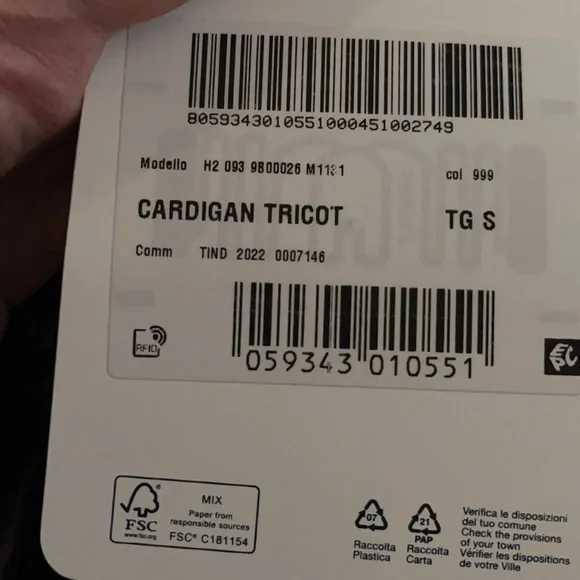 8059343010551000451002749
Modello H2 093 9B00026 M1131 col 999
CARDIGAN TRICOT TG S
Comm TIND 2022 0007146
RFID
059343 010551
EPC
FSC
www.fsc.org
MIX
Paper from
responsible sources
FSC® C181154
07
Raccolta
Plastica
21
PAP
Raccolta
Carta
Verifica le disposizioni
del tuo comune
Check the provisions
of your town
Vérifier les dispositions
de votre Ville